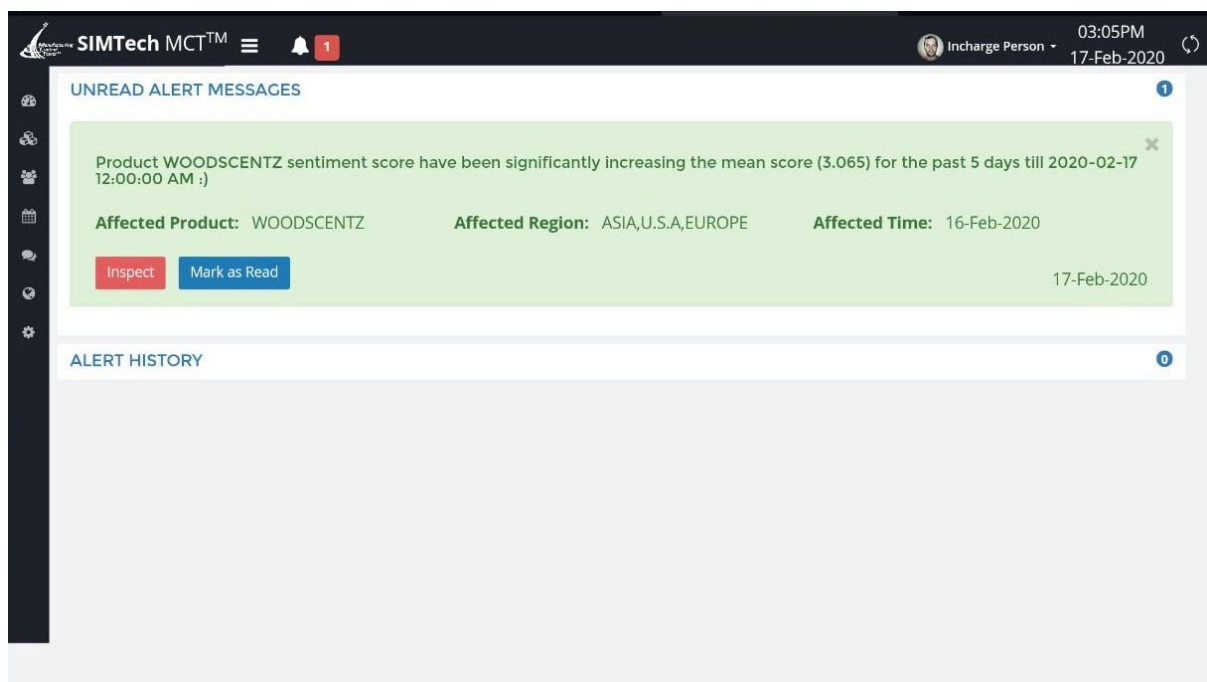 Manufacturing Control Tower
SIMTech MCT™
1
Incharge Person
03:05PM
17-Feb-2020
UNREAD ALERT MESSAGES
1
Product WOODSCENTZ sentiment score have been significantly increasing the mean score (3.065) for the past 5 days till 2020-02-17
12:00:00 AM :)
Affected Product: WOODSCENTZ
Affected Region: ASIA,U.S.A,EUROPE
Affected Time: 16-Feb-2020
Inspect
Mark as Read
17-Feb-2020
ALERT HISTORY
0